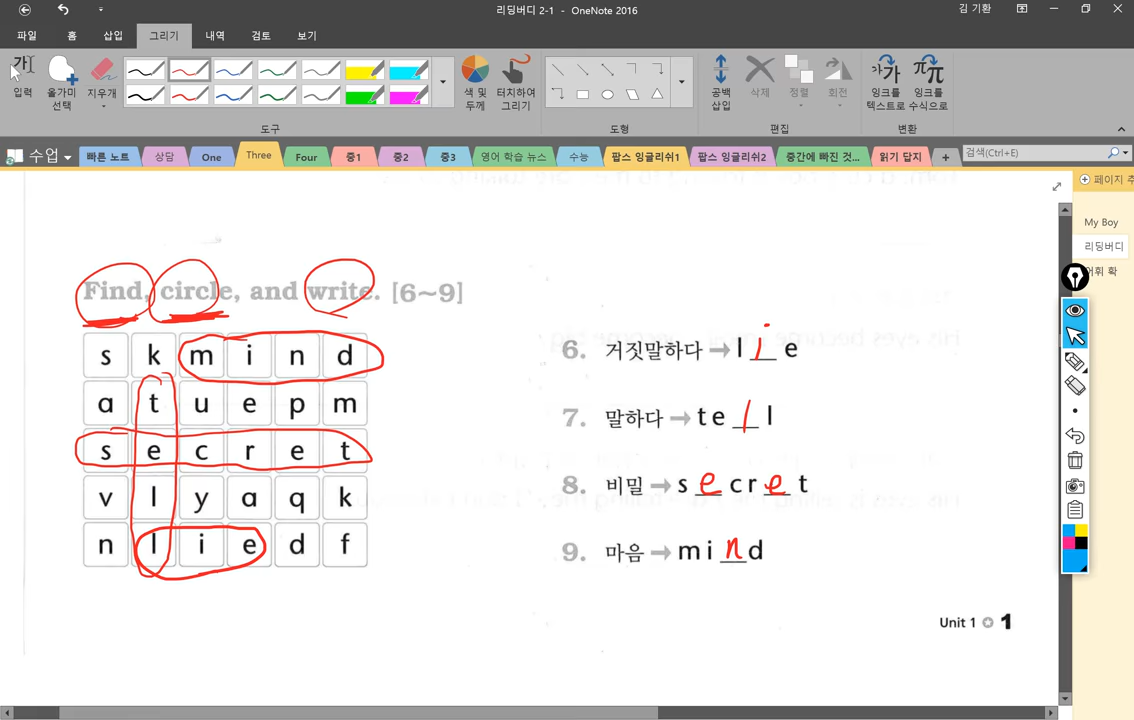 리딩버디 2-1 - OneNote 2016
김 기환
파일 홈 삽입 그리기 내역 검토 보기
입력 올가미 선택 지우개 색 및 두께 터치하여 그리기 공백 삽입 삭제 정렬 회전 잉크를 텍스트로 잉크를 수식으로
도구 도형 편집 변환
수업 빠른 노트 상담 One Three Four 중1 중2 중3 영어 학습 뉴스 수능 팝스 잉글리쉬1 팝스 잉글리쉬2 중간에 빠진 것... 읽기 답지 + 검색(Ctrl+E)
페이지 추
My Boy
리딩버디
어휘 확
Find, circle, and write. [6~9]
s k m i n d
a t u e p m
s e c r e t
v l y a q k
n l i e d f
6. 거짓말하다 → l i e
7. 말하다 → t e l l
8. 비밀 → s e c r e t
9. 마음 → m i n d
Unit 1 1